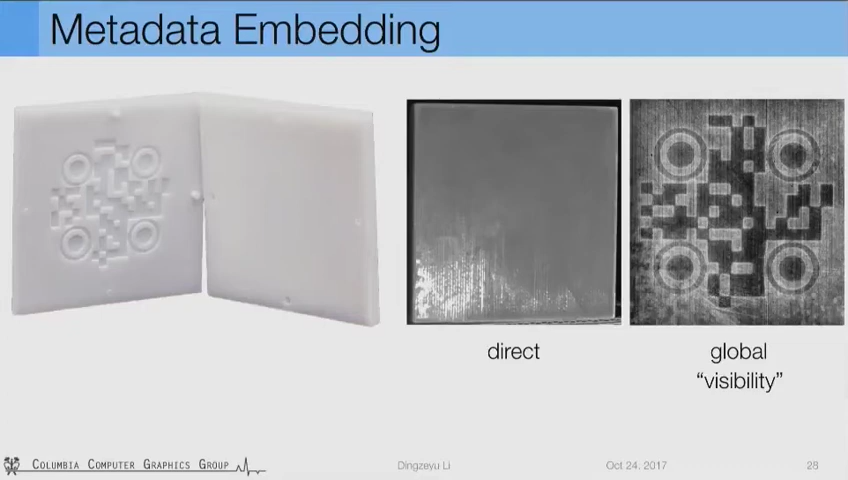 Metadata Embedding
direct
global
“visibility”
Columbia Computer Graphics Group
Dingzeyu Li
Oct 24, 2017
28